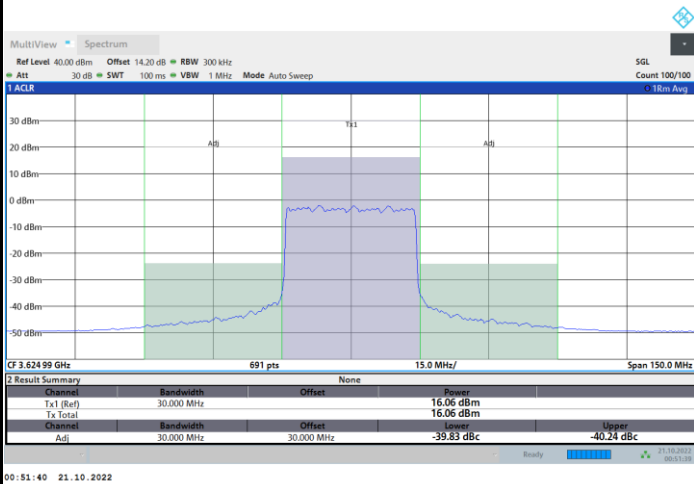 MultiView Spectrum
Ref Level 40.00 dBm Offset 14.20 dB RBW 300 kHz SGL
Att 30 dB SWT 100 ms VBW 1 MHz Mode Auto Sweep Count 100/100
1 ACLR 1Rm Avg
30 dBm
Tx1
20 dBm
Adj Adj
10 dBm
0 dBm
-10 dBm
-20 dBm
-30 dBm
-40 dBm
-50 dBm
CF 3.624 99 GHz 691 pts 15.0 MHz/ Span 150.0 MHz
2 Result Summary None
Channel Bandwidth Offset Power
Tx1 (Ref) 30.000 MHz 16.06 dBm
Tx Total 16.06 dBm
Channel Bandwidth Offset Lower Upper
Adj 30.000 MHz 30.000 MHz -39.83 dBc -40.24 dBc
Ready 21.10.2022
00:51:39
00:51:40 21.10.2022